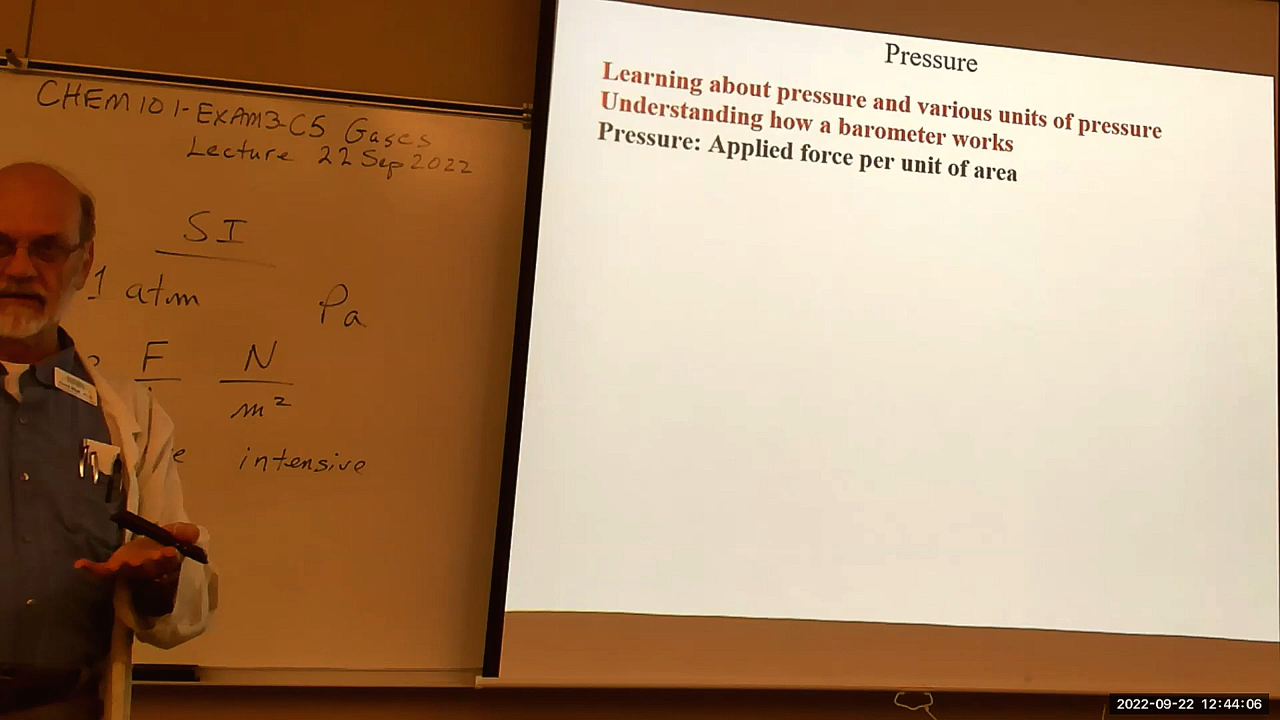 CHEM 101-EXAM3-C5 Gases
Lecture 22 Sep 2022
SI
1 atm Pa
F N
m²
e intensive
Pressure
Learning about pressure and various units of pressure
Understanding how a barometer works
Pressure: Applied force per unit of area
2022-09-22 12:44:06